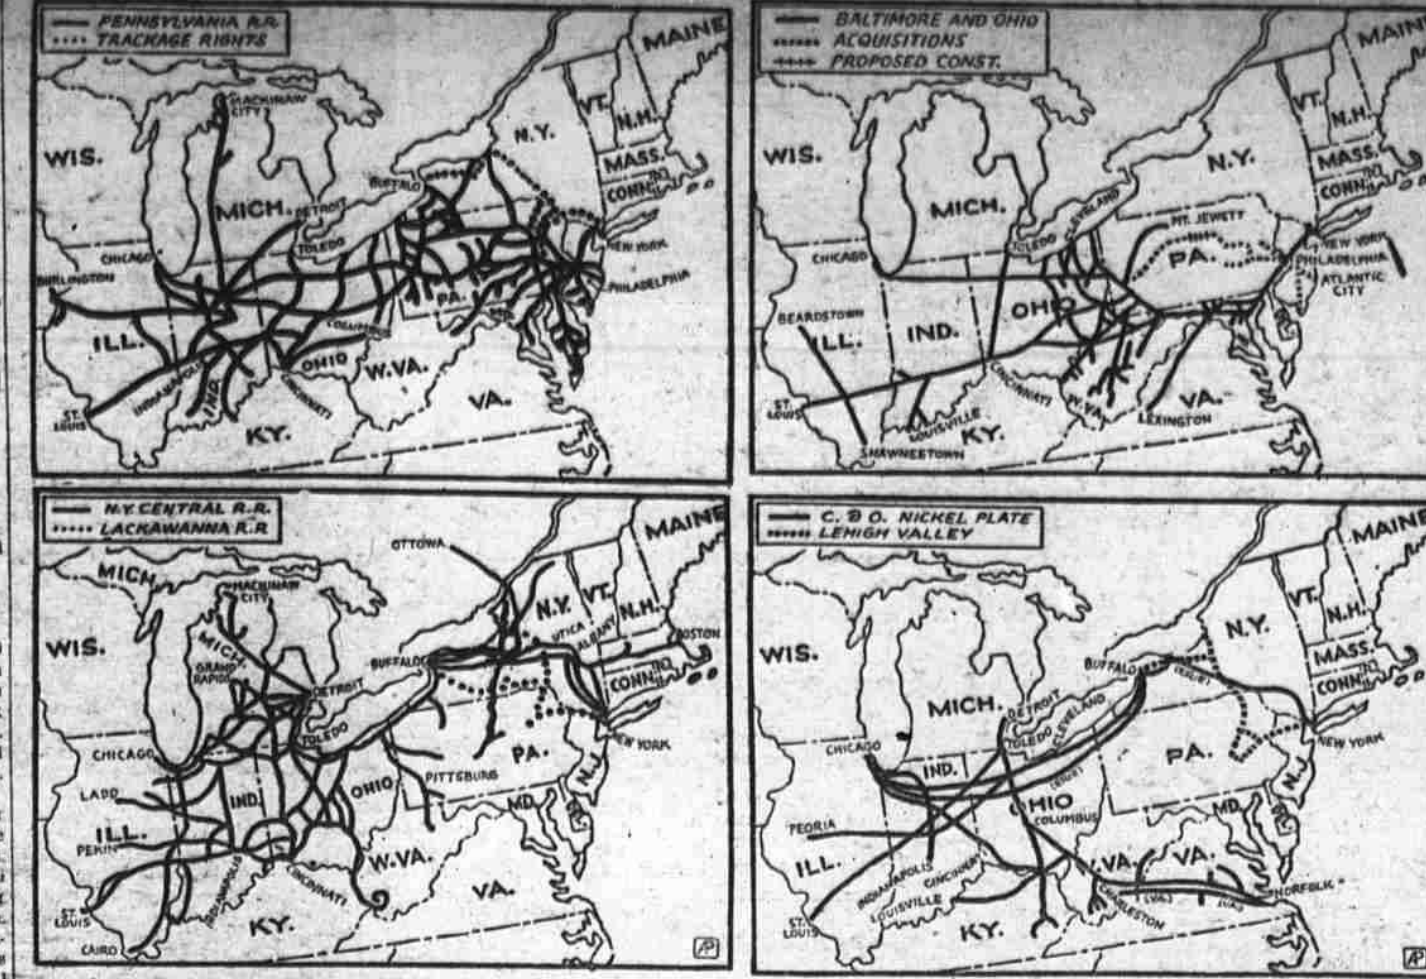 PENNSYLVANIA R.R.
TRACKAGE RIGHTS
MAINE
MACKINAW
CITY
VT.
N.H.
N.Y.
WIS.
MASS.
CONN.
BUFFALO
MICH.
DETROIT
TOLEDO
NEW YORK
CHICAGO
BURLINGTON
PHILADELPHIA
PA.
MD.
COLUMBUS
ILL.
OHIO
W.VA.
INDIANAPOLIS
IND.
CINCINNATI
VA.
ST.
LOUIS
KY.
BALTIMORE AND OHIO
ACQUISITIONS
PROPOSED CONST.
MAINE
VT.
N.H.
WIS.
N.Y.
MASS.
CONN.
MICH.
CLEVELAND
MT. JEWETT
TOLEDO
CHICAGO
PA.
NEW YORK
PHILADELPHIA
ATLANTIC
CITY
BEARDSTOWN
OHIO
ILL.
IND.
CINCINNATI
W.VA.
VA.
ST.
LOUIS
LOUISVILLE
KY.
LEXINGTON
SHAWNEETOWN
N.Y. CENTRAL R.R.
LACKAWANNA R.R
MAINE
OTTOWA
MICH.
MACKINAW
CITY
N.Y.
VT.
N.H.
WIS.
MICH.
UTICA
ALBANY
BOSTON
GRAND
RAPIDS
BUFFALO
CONN.
DETROIT
TOLEDO
NEW YORK
CHICAGO
PA.
PITTSBURG
N.J.
LADD
IND.
OHIO
MD.
ILL.
PEKIN
W.VA.
INDIANAPOLIS
CINCINNATI
VA.
ST.
LOUIS
KY.
CAIRO
AP
C. & O. NICKEL PLATE
LEHIGH VALLEY
MAINE
VT.
N.H.
N.Y.
WIS.
MASS.
BUFFALO
CONN.
MICH.
DETROIT
CLEVELAND
TOLEDO
NEW YORK
CHICAGO
PA.
IND.
N.J.
OHIO
COLUMBUS
MD.
PEORIA
ILL.
VA.
VA.
INDIANAPOLIS
CINCINNERY
LOUISVILLE
CHARLESTON
NORFOLK
ST.
LOUIS
KY.